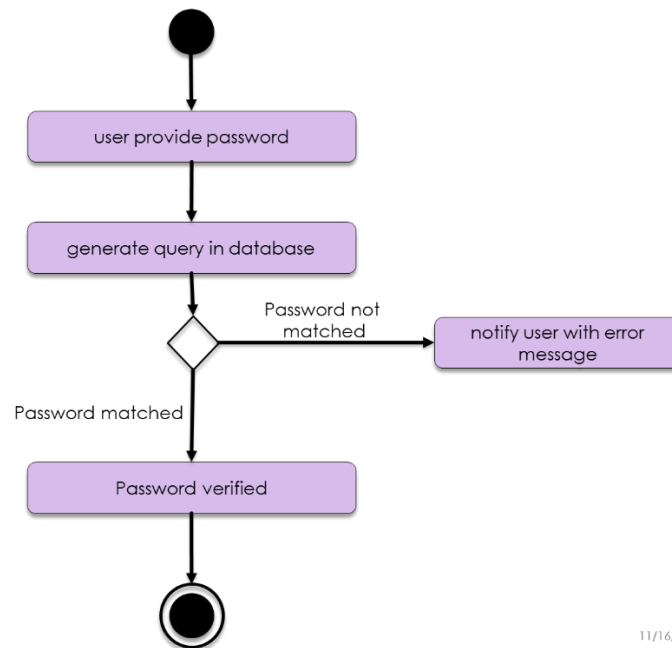 user provide password
generate query in database
Password not
matched
notify user with error
message
Password matched
Password verified
11/16/